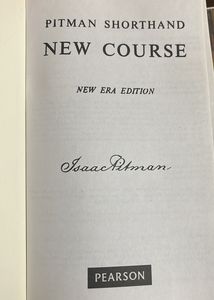 PITMAN SHORTHAND
NEW COURSE
NEW ERA EDITION
Isaac Pitman
PEARSON